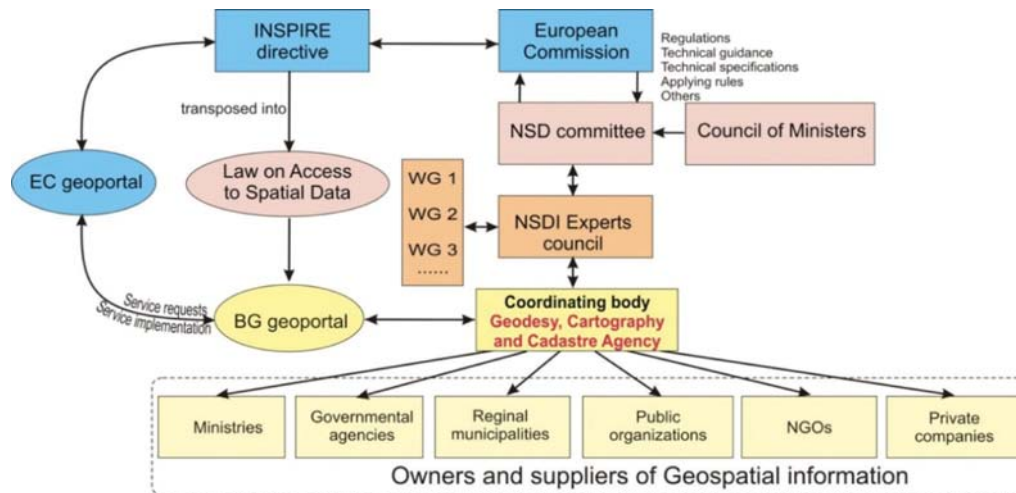 INSPIRE
directive
European
Commission
Regulations
Technical guidance
Technical specifications
Applying rules
Others
transposed into
NSD committee
Council of Ministers
EC geoportal
Law on Access
to Spatial Data
WG 1
WG 2
WG 3
......
NSDI Experts
council
Service requests
Service implementation
BG geoportal
Coordinating body
Geodesy, Cartography
and Cadastre Agency
Ministries
Governmental
agencies
Reginal
municipalities
Public
organizations
NGOs
Private
companies
Owners and suppliers of Geospatial information